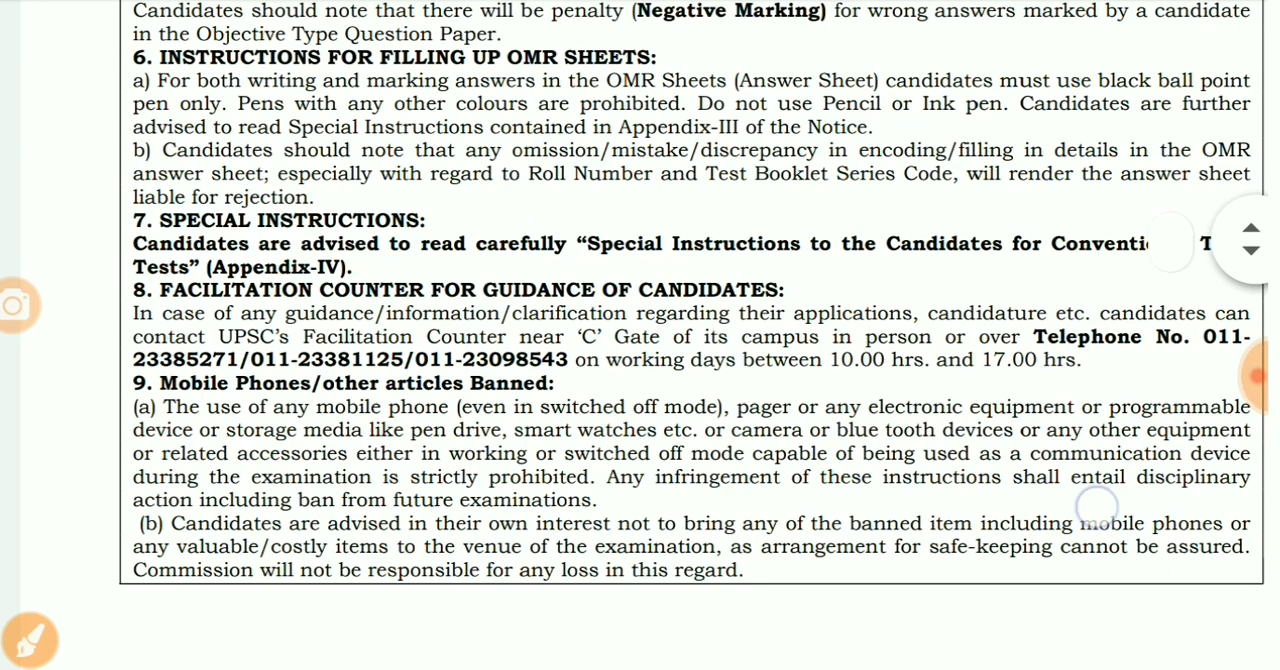 Candidates should note that there will be penalty (Negative Marking) for wrong answers marked by a candidate
in the Objective Type Question Paper.
6. INSTRUCTIONS FOR FILLING UP OMR SHEETS:
a) For both writing and marking answers in the OMR Sheets (Answer Sheet) candidates must use black ball point
pen only. Pens with any other colours are prohibited. Do not use Pencil or Ink pen. Candidates are further
advised to read Special Instructions contained in Appendix-III of the Notice.
b) Candidates should note that any omission/mistake/discrepancy in encoding/filling in details in the OMR
answer sheet; especially with regard to Roll Number and Test Booklet Series Code, will render the answer sheet
liable for rejection.
7. SPECIAL INSTRUCTIONS:
Candidates are advised to read carefully “Special Instructions to the Candidates for
Tests” (Appendix-IV).
8. FACILITATION COUNTER FOR GUIDANCE OF CANDIDATES:
In case of any guidance/information/clarification regarding their applications, candidature etc. candidates can
contact UPSC’s Facilitation Counter near ‘C’ Gate of its campus in person or over Telephone No. 011-
23385271/011-23381125/011-23098543 on working days between 10.00 hrs. and 17.00 hrs.
9. Mobile Phones/other articles Banned:
(a) The use of any mobile phone (even in switched off mode), pager or any electronic equipment or programmable
device or storage media like pen drive, smart watches etc. or camera or blue tooth devices or any other equipment
or related accessories either in working or switched off mode capable of being used as a communication device
during the examination is strictly prohibited. Any infringement of these instructions shall entail disciplinary
action including ban from future examinations.
(b) Candidates are advised in their own interest not to bring any of the banned item including mobile phones or
any valuable/costly items to the venue of the examination, as arrangement for safe-keeping cannot be assured.
Commission will not be responsible for any loss in this regard.